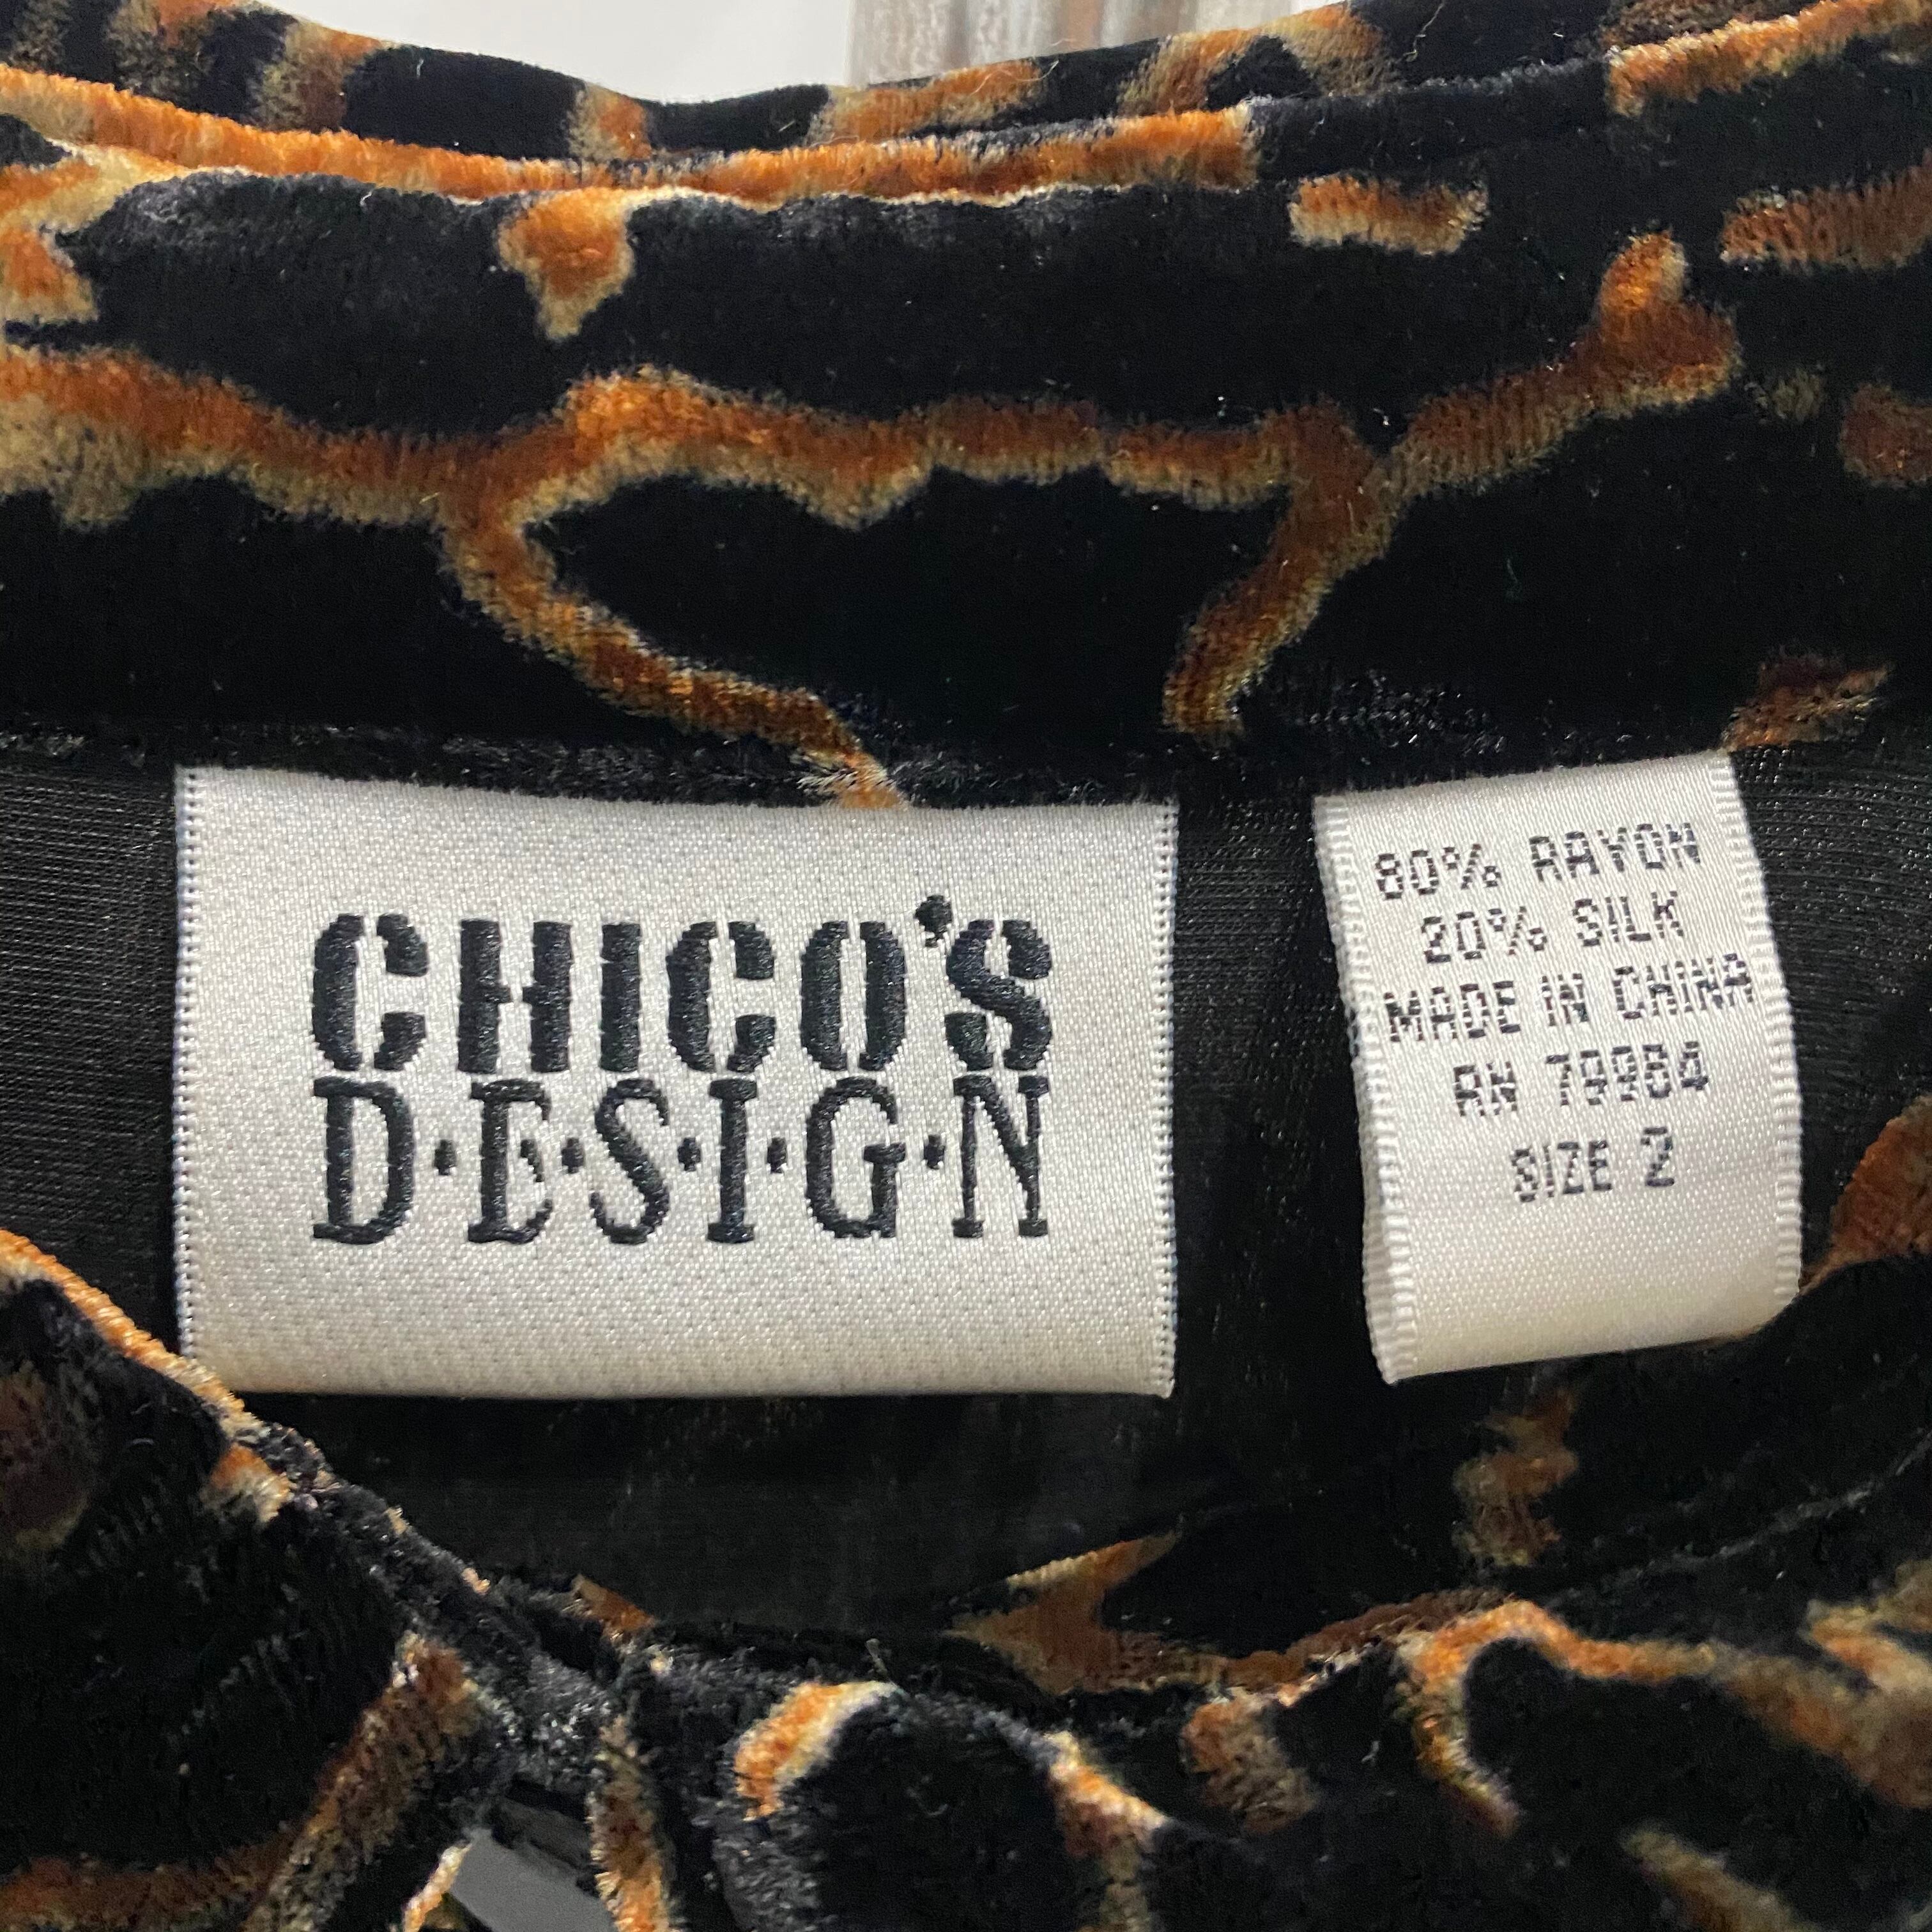 CHICO'S
D·E·S·I·G·N
80% RAYON
20% SILK
MADE IN CHINA
RN 79984
SIZE 2